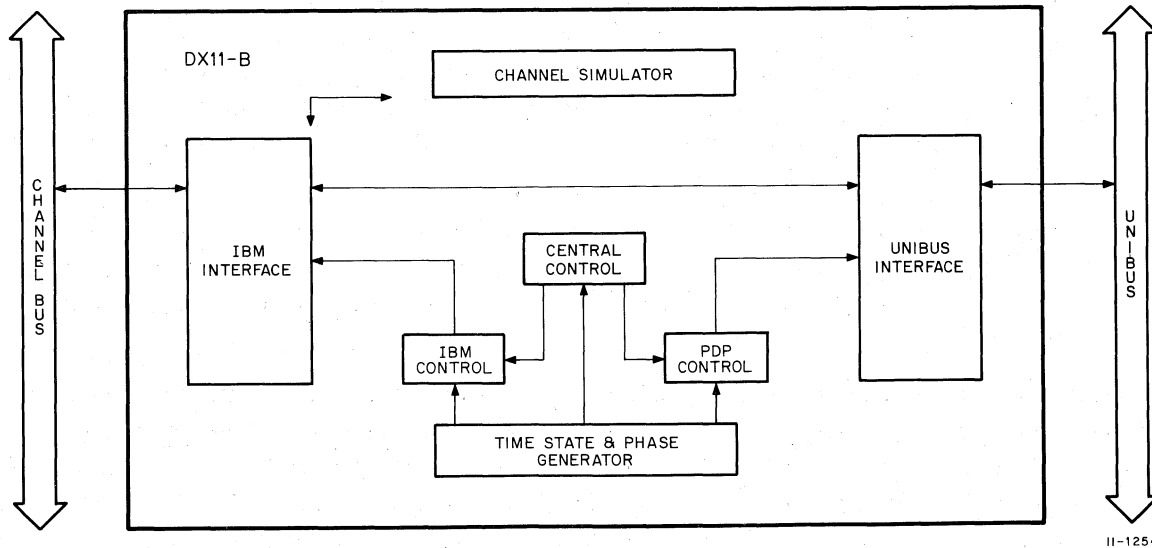 DX11-B
CHANNEL SIMULATOR
CHANNEL BUS
IBM
INTERFACE
CENTRAL
CONTROL
UNIBUS
INTERFACE
UNIBUS
IBM
CONTROL
PDP
CONTROL
TIME STATE & PHASE
GENERATOR